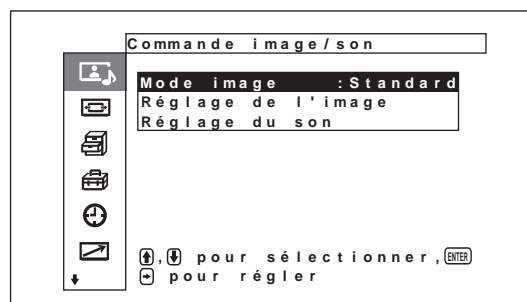 Commande image/son
Mode image :Standard
Réglage de l'image
Réglage du son
, pour sélectionner, ENTER
pour régler